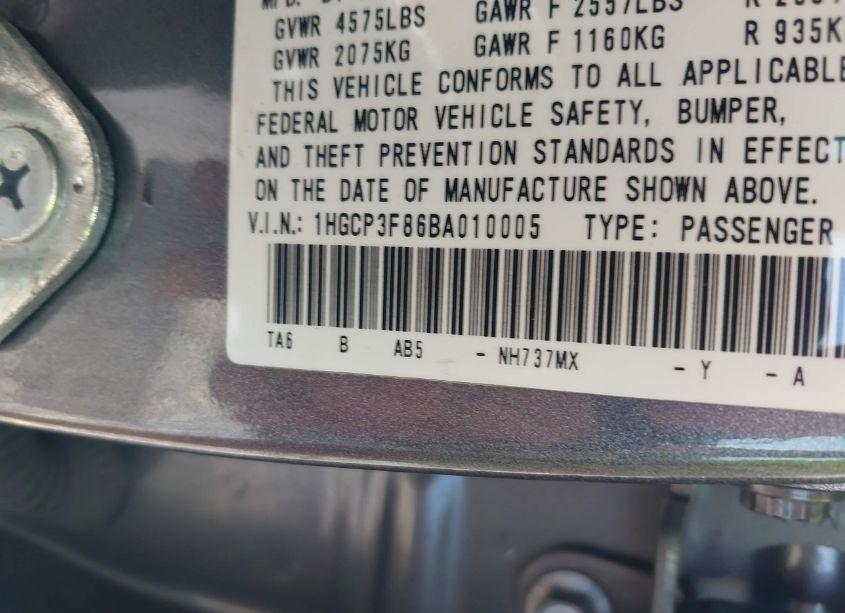 GVWR 4575LBS GAWR F 2557LBS
GVWR 2075KG GAWR F 1160KG R 935K
THIS VEHICLE CONFORMS TO ALL APPLICABLE
FEDERAL MOTOR VEHICLE SAFETY, BUMPER,
AND THEFT PREVENTION STANDARDS IN EFFECT
ON THE DATE OF MANUFACTURE SHOWN ABOVE.
V.I.N.: 1HGCP3F86BA010005 TYPE: PASSENGER
TA6 B AB5 - NH737MX - Y - A